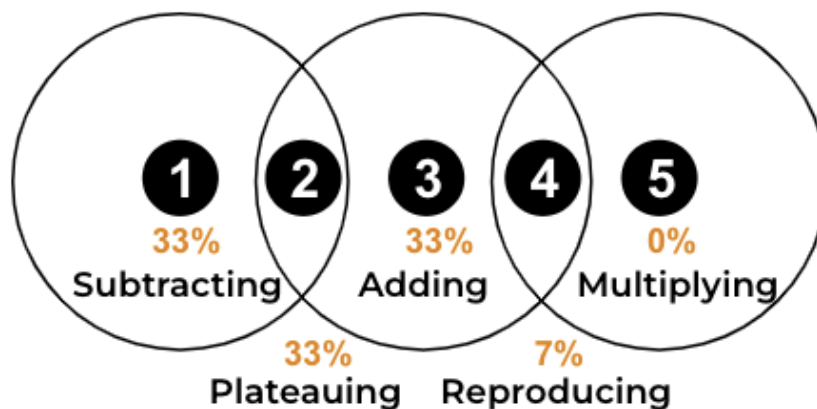 1 2 3 4 5
33% 33% 0%
Subtracting Adding Multiplying
33% 7%
Plateauing Reproducing